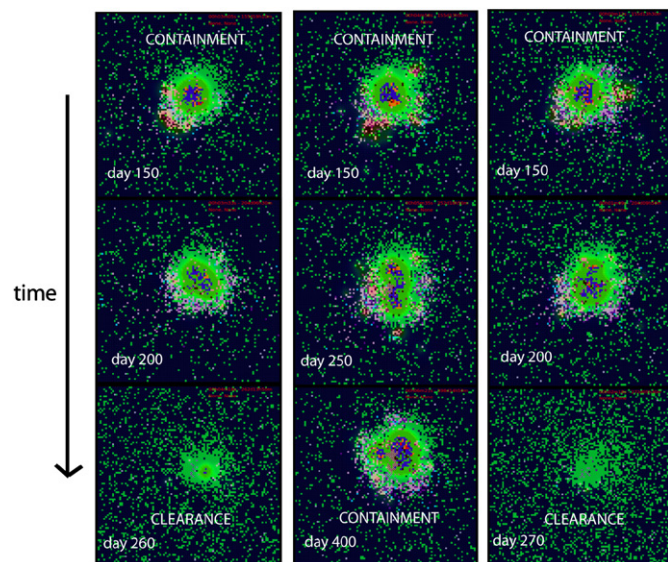 CONTAINMENT
CONTAINMENT
CONTAINMENT
day 150
day 150
day 150
time
day 200
day 250
day 200
CLEARANCE
CONTAINMENT
CLEARANCE
day 260
day 400
day 270